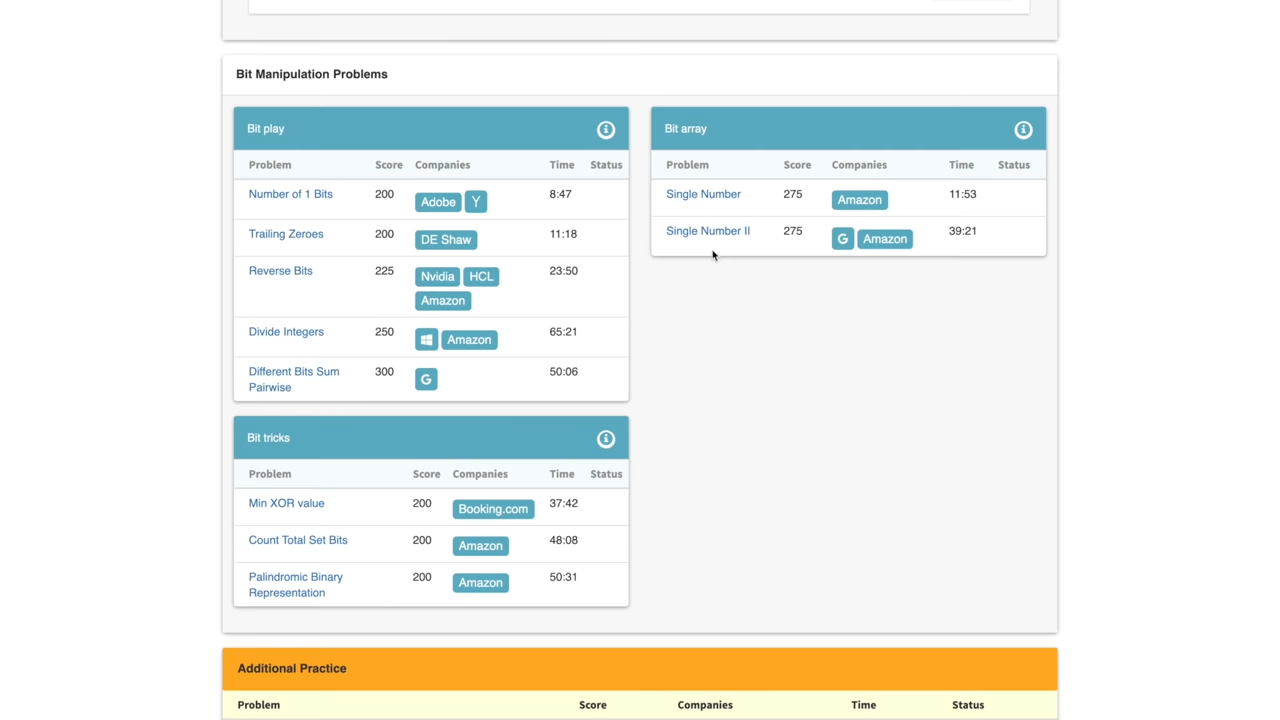 Bit Manipulation Problems
Bit play
Problem Score Companies Time Status
Number of 1 Bits 200 Adobe Y 8:47
Trailing Zeroes 200 DE Shaw 11:18
Reverse Bits 225 Nvidia HCL 23:50
Amazon
Divide Integers 250 Amazon 65:21
Different Bits Sum 300 G 50:06
Pairwise
Bit array
Problem Score Companies Time Status
Single Number 275 Amazon 11:53
Single Number II 275 G Amazon 39:21
Bit tricks
Problem Score Companies Time Status
Min XOR value 200 Booking.com 37:42
Count Total Set Bits 200 Amazon 48:08
Palindromic Binary 200 Amazon 50:31
Representation
Additional Practice
Problem Score Companies Time Status